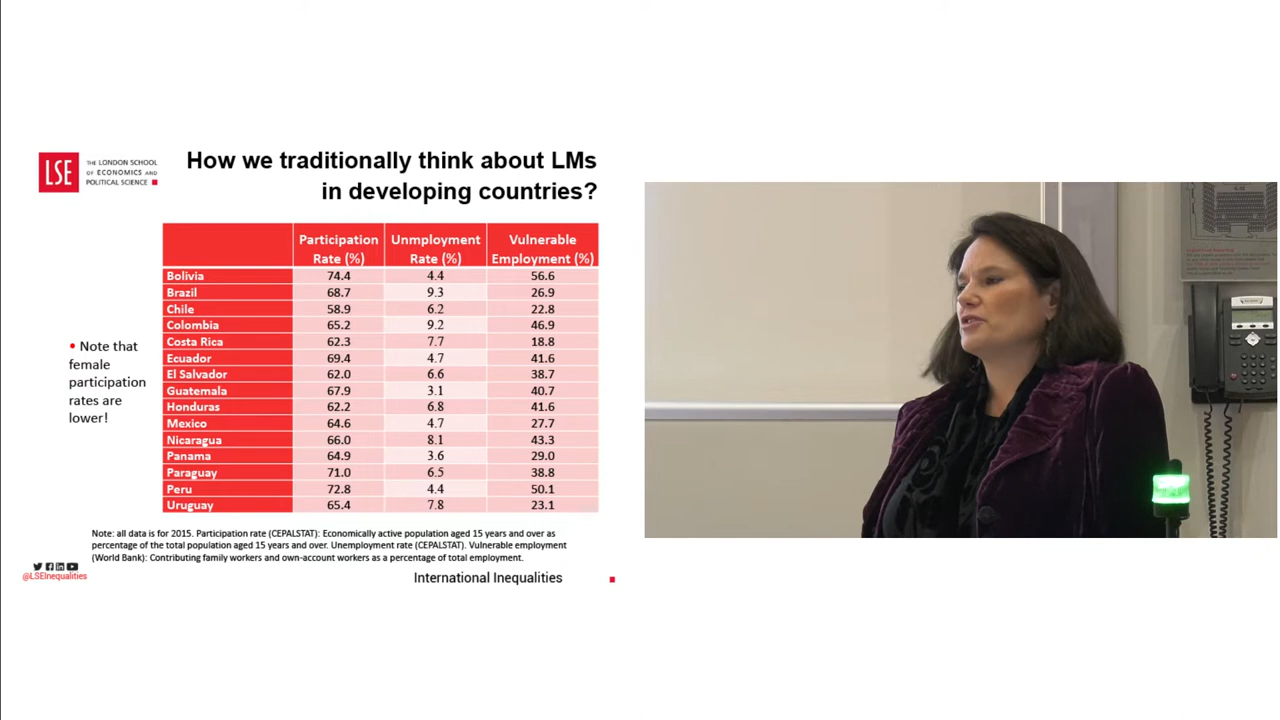 LSE
THE LONDON SCHOOL
OF ECONOMICS AND
POLITICAL SCIENCE
How we traditionally think about LMs
in developing countries?
Participation Rate (%) Unmployment Rate (%) Vulnerable Employment (%)
Bolivia 74.4 4.4 56.6
Brazil 68.7 9.3 26.9
Chile 58.9 6.2 22.8
Colombia 65.2 9.2 46.9
Costa Rica 62.3 7.7 18.8
Ecuador 69.4 4.7 41.6
El Salvador 62.0 6.6 38.7
Guatemala 67.9 3.1 40.7
Honduras 62.2 6.8 41.6
Mexico 64.6 4.7 27.7
Nicaragua 66.0 8.1 43.3
Panama 64.9 3.6 29.0
Paraguay 71.0 6.5 38.8
Peru 72.8 4.4 50.1
Uruguay 65.4 7.8 23.1
• Note that
female
participation
rates are
lower!
Note: all data is for 2015. Participation rate (CEPALSTAT): Economically active population aged 15 years and over as
percentage of the total population aged 15 years and over. Unemployment rate (CEPALSTAT). Vulnerable employment
(World Bank): Contributing family workers and own-account workers as a percentage of total employment.
@LSEInequalities
International Inequalities